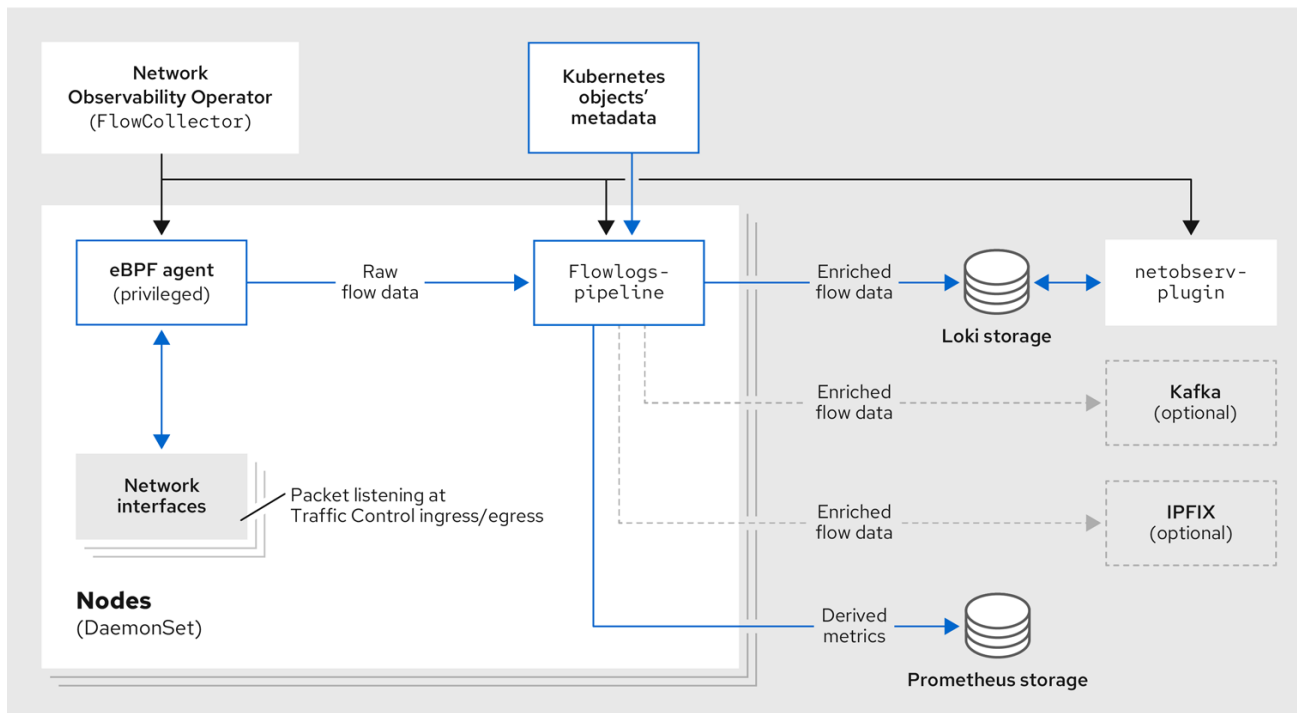 Network
Observability Operator
(FlowCollector)
Kubernetes
objects’
metadata
eBPF agent
(privileged)
Raw
flow data
Flowlogs-
pipeline
Enriched
flow data
Loki storage
netobserv-
plugin
Enriched
flow data
Kafka
(optional)
Network
interfaces
Packet listening at
Traffic Control ingress/egress
Enriched
flow data
IPFIX
(optional)
Nodes
(DaemonSet)
Derived
metrics
Prometheus storage